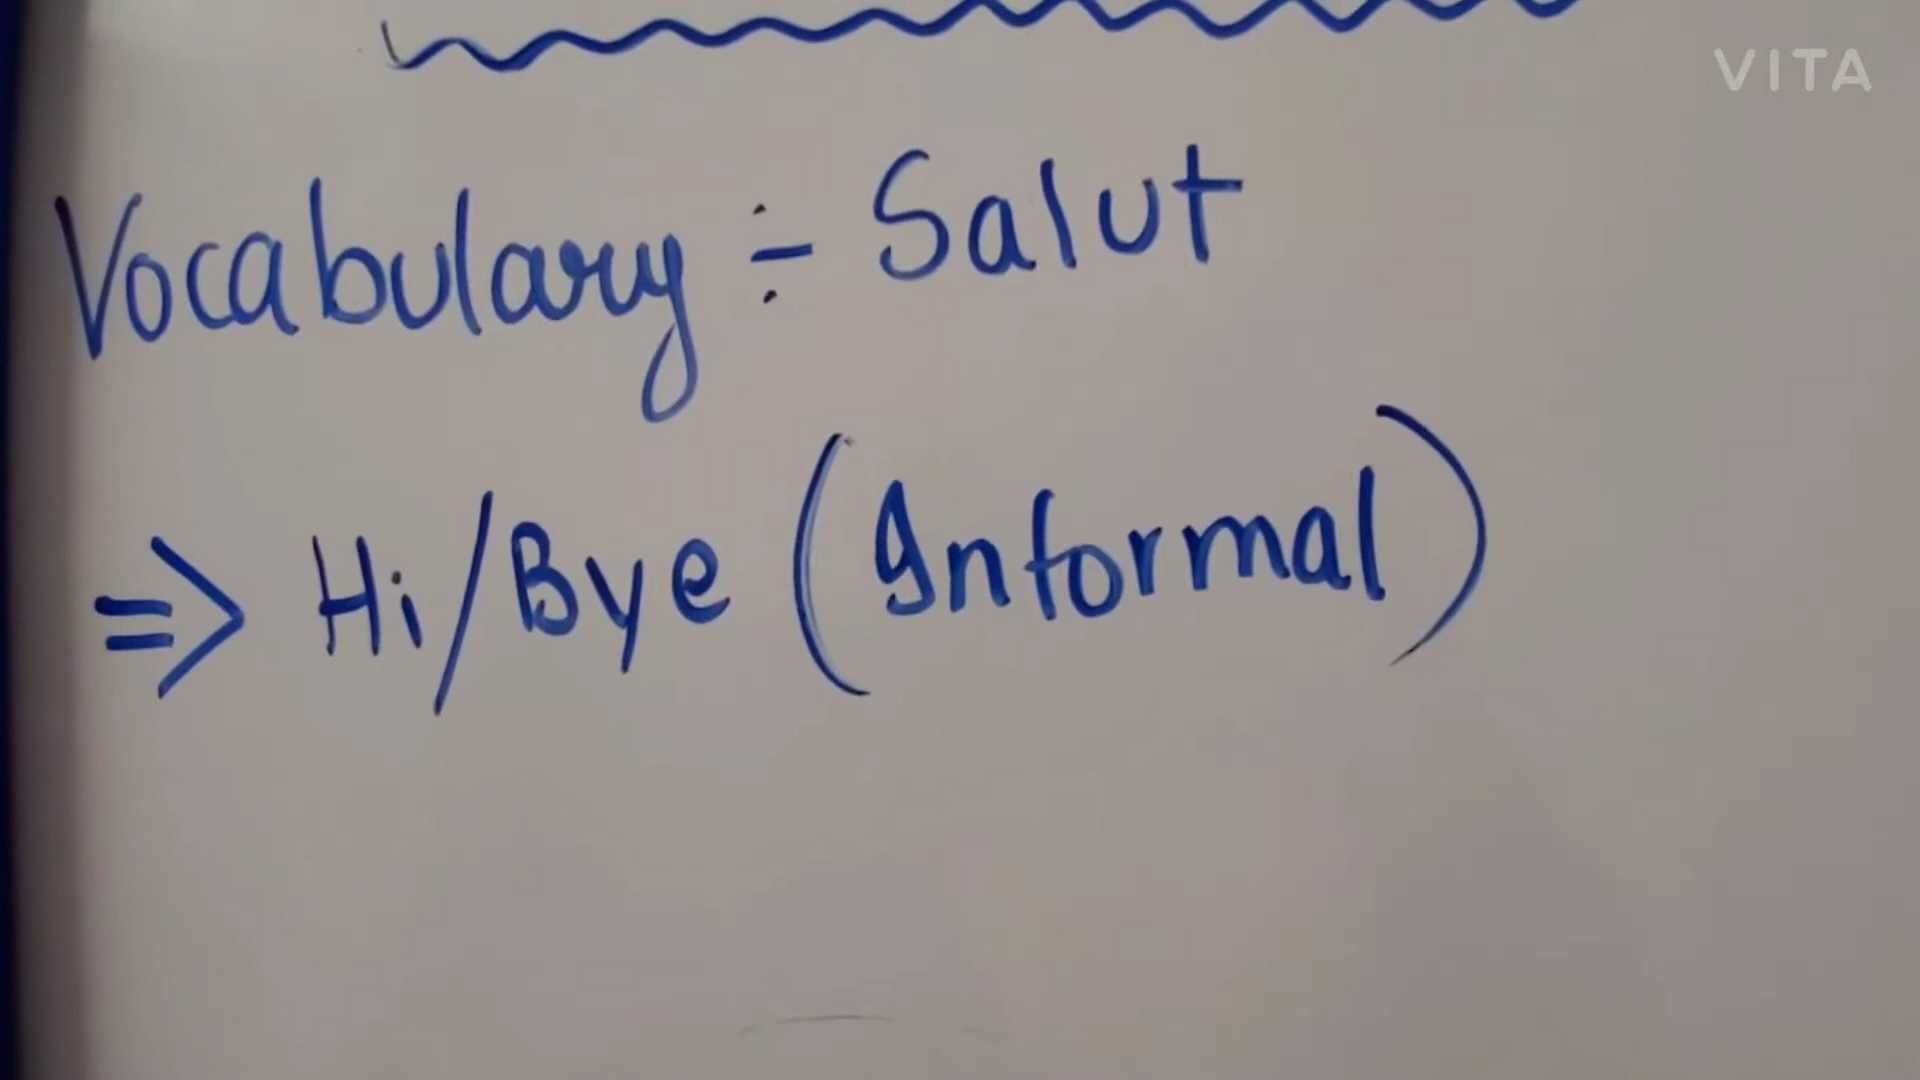 VITA
Vocabulary :- Salut
=> Hi/Bye (Informal)